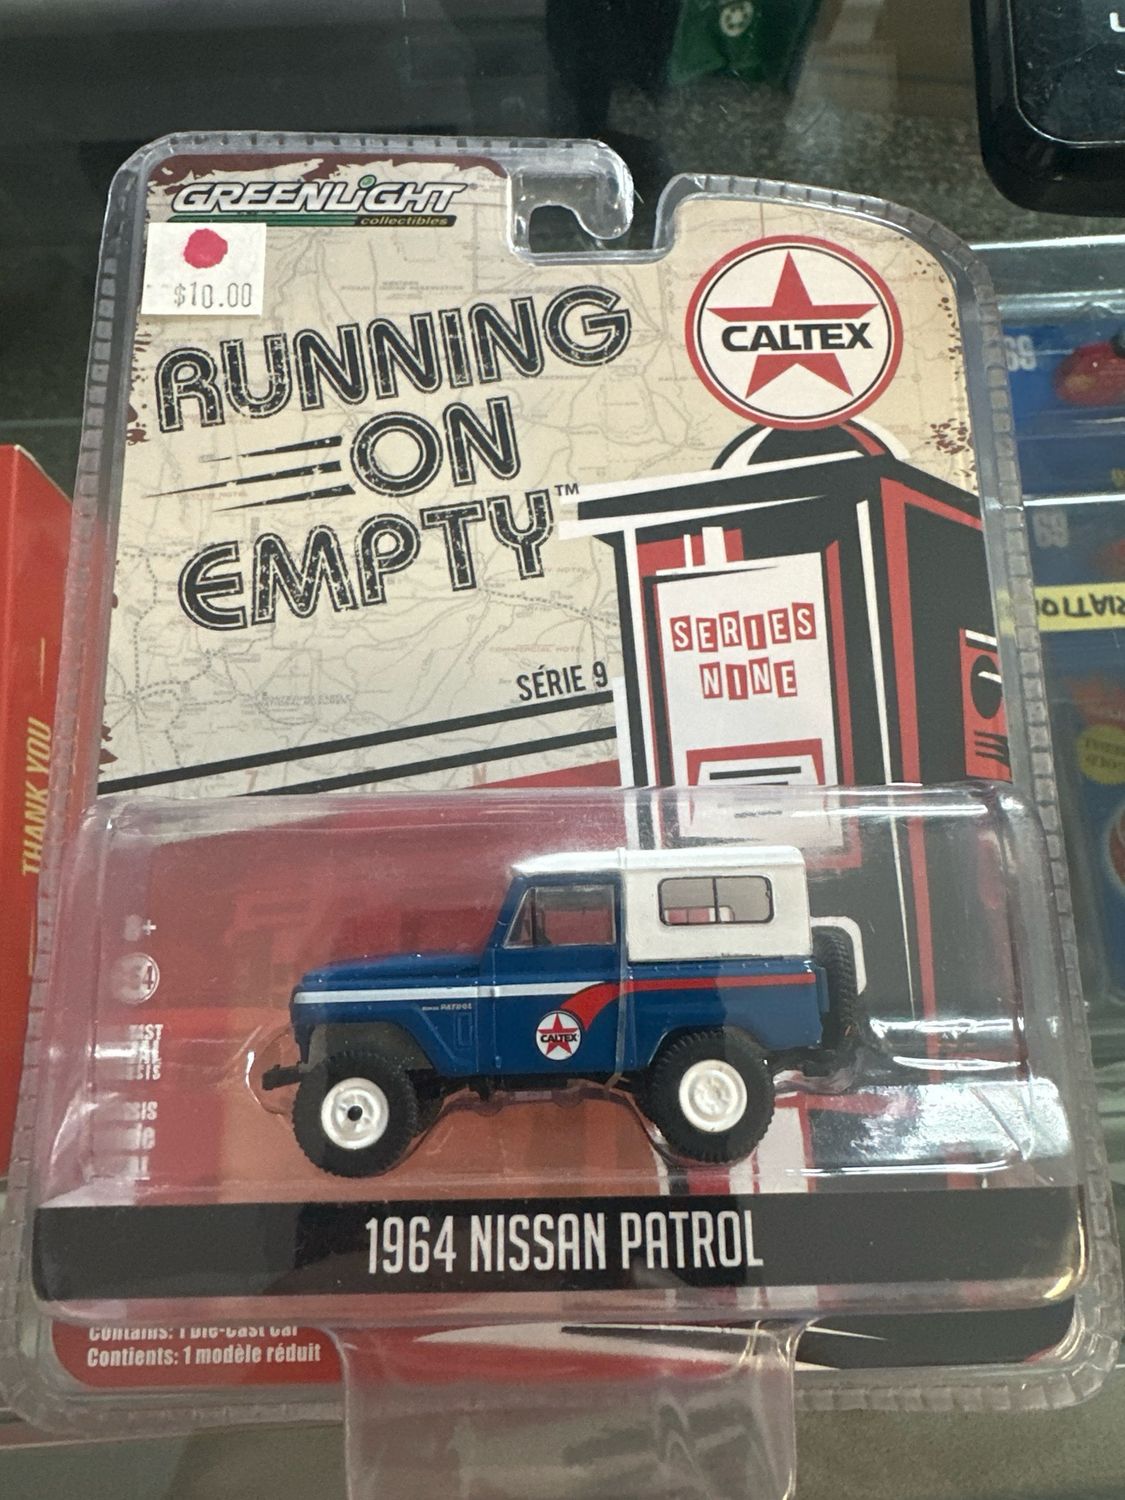 GREENLIGHT
collectibles
$10.00
RUNNING
ON
EMPTY™
CALTEX
SERIES
NINE
SÉRIE 9
THANK YOU
PATROL
CALTEX
1964 NISSAN PATROL
Contains: 1 Die-Cast Car
Contients: 1 modèle réduit